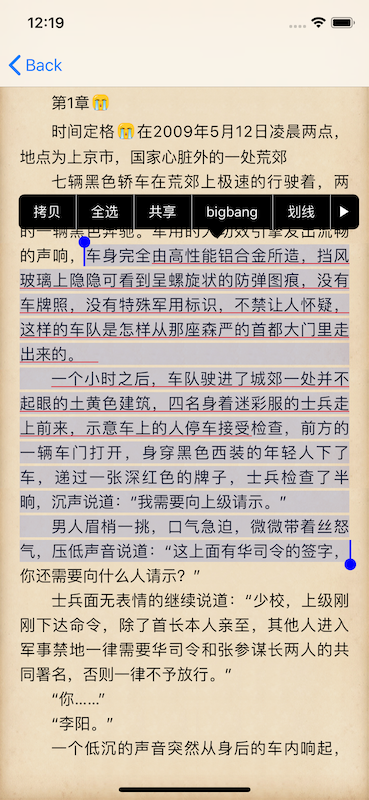 12:19
Back
第1章😭
时间定格😭在2009年5月12日凌晨两点，
地点为上京市，国家心脏外的一处荒郊
七辆黑色轿车在荒郊上极速的行驶着，两
拷贝 全选 共享 bigbang 划线
的一辆黑色奔驰。车用的大功效引擎发出流物
的声响，车身完全由高性能铝合金所造，挡风
玻璃上隐隐可看到呈螺旋状的防弹图痕，没有
车牌照，没有特殊军用标识，不禁让人怀疑，
这样的车队是怎样从那座森严的首都大门里走
出来的。
一个小时之后，车队驶进了城郊一处并不
起眼的土黄色建筑，四名身着迷彩服的士兵走
上前来，示意车上的人停车接受检查，前方的
一辆车门打开，身穿黑色西装的年轻人下了
车，递过一张深红色的牌子，士兵检查了半
晌，沉声说道：“我需要向上级请示。”
男人眉梢一挑，口气急迫，微微带着丝怒
气，压低声音说道：“这上面有华司令的签字，
你还需要向什么人请示？”
士兵面无表情的继续说道：“少校，上级刚
刚下达命令，除了首长本人亲至，其他人进入
军事禁地一律需要华司令和张参谋长两人的共
同署名，否则一律不予放行。”
“你……”
“李阳。”
一个低沉的声音突然从身后的车内响起，